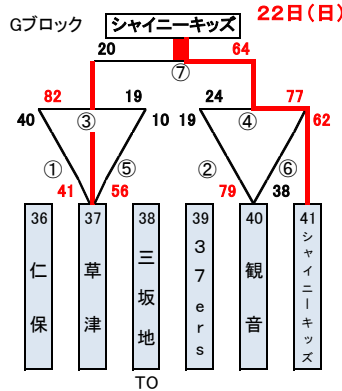 Gブロック
シャイニーキッズ
22日(日)
20
64
⑦
82
19
24
77
40
③
10
19
④
62
①
⑤
②
⑥
41
56
79
38
36
37
38
39
40
41
仁保
草津
三坂地
37ers
観音
シャイニーキッズ
TO